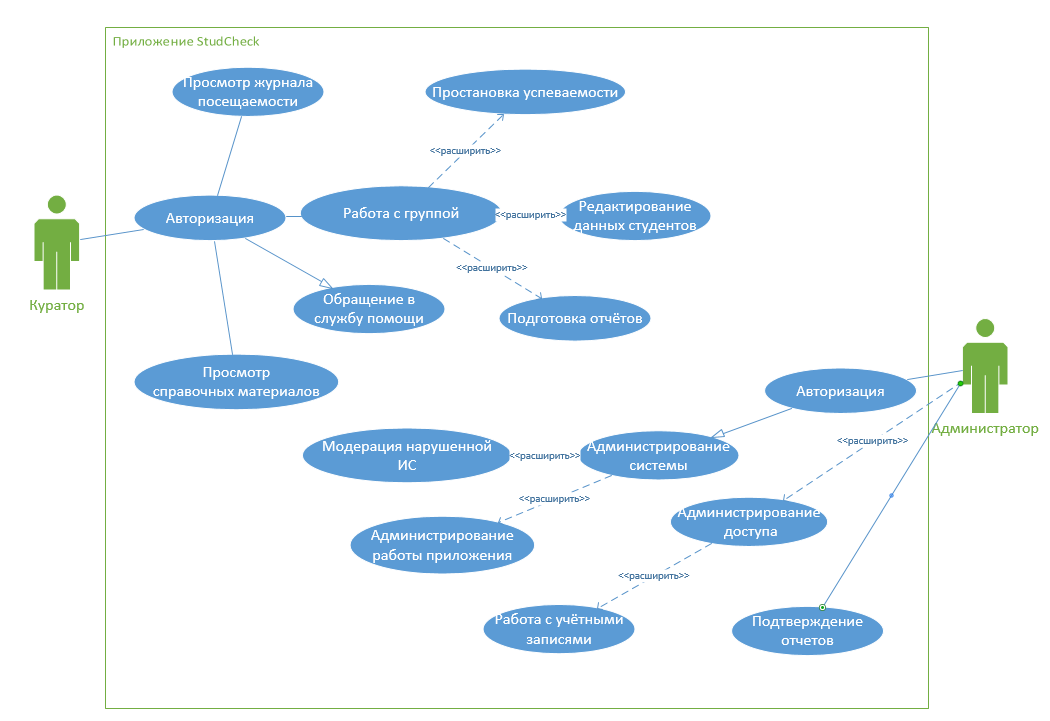 Приложение StudCheck
Просмотр журнала
посещаемости
Простановка успеваемости
<<расширить>>
Авторизация
Работа с группой
<<расширить>>
Редактирование
данных студентов
<<расширить>>
Куратор
Обращение в
службу помощи
Подготовка отчётов
Просмотр
справочных материалов
Авторизация
Администратор
<<расширить>>
Модерация нарушенной
ИС
<<расширить>>
Администрирование
системы
<<расширить>>
Администрирование
доступа
Администрирование
работы приложения
<<расширить>>
Работа с учётными
записями
Подтверждение
отчетов